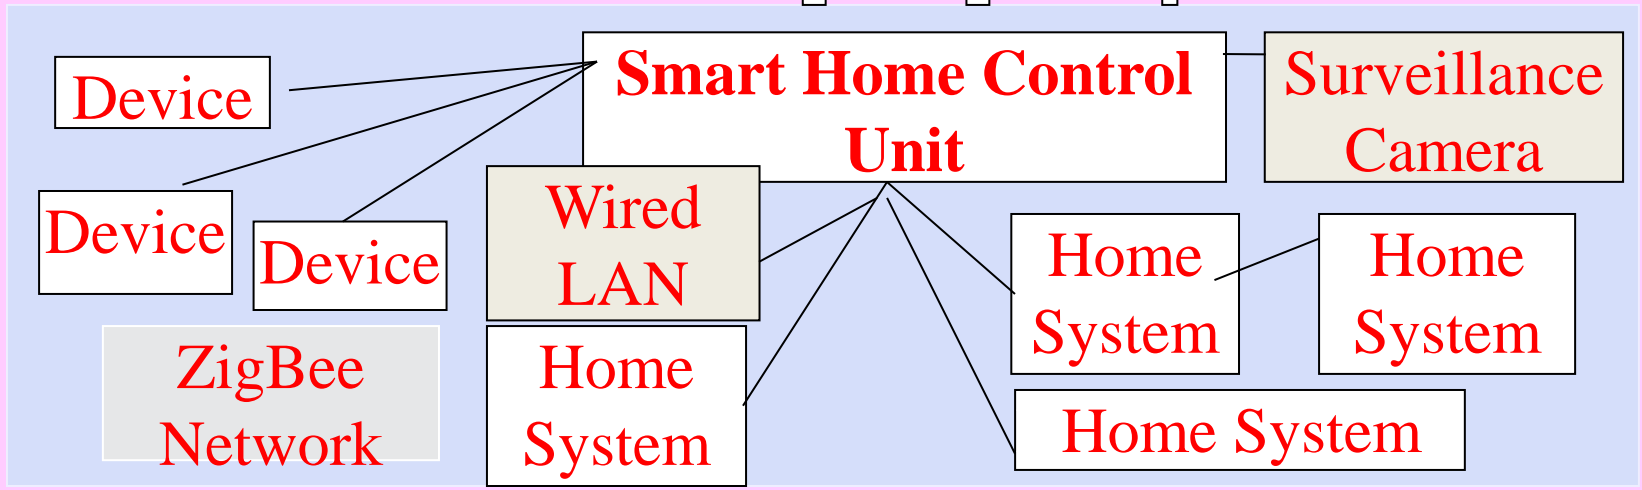 Device
Smart Home Control
Unit
Surveillance
Camera
Device
Device
Wired
LAN
Home
System
Home
System
ZigBee
Network
Home
System
Home System